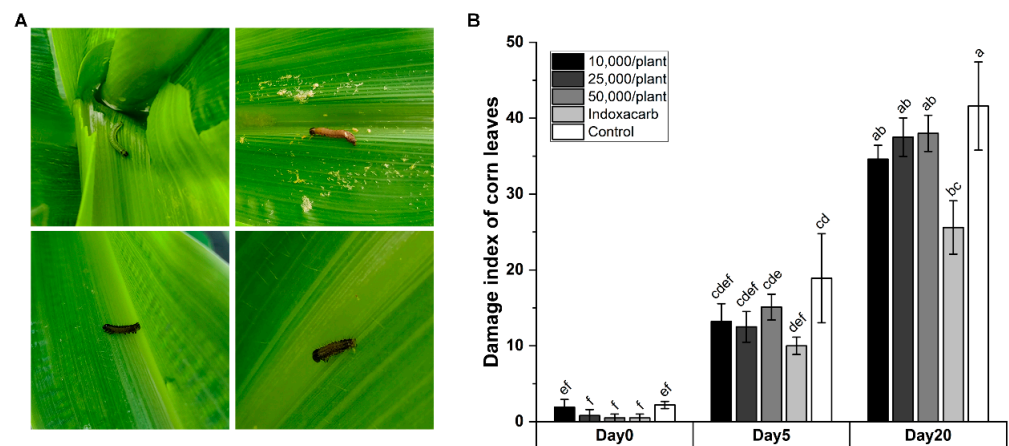 A
B
Damage index of corn leaves
50
40
30
20
10
0
10,000/plant
25,000/plant
50,000/plant
Indoxacarb
Control
ef
f
f
f
ef
cdef
cdef
cde
def
cd
ab
ab
ab
bc
a
Day0
Day5
Day20